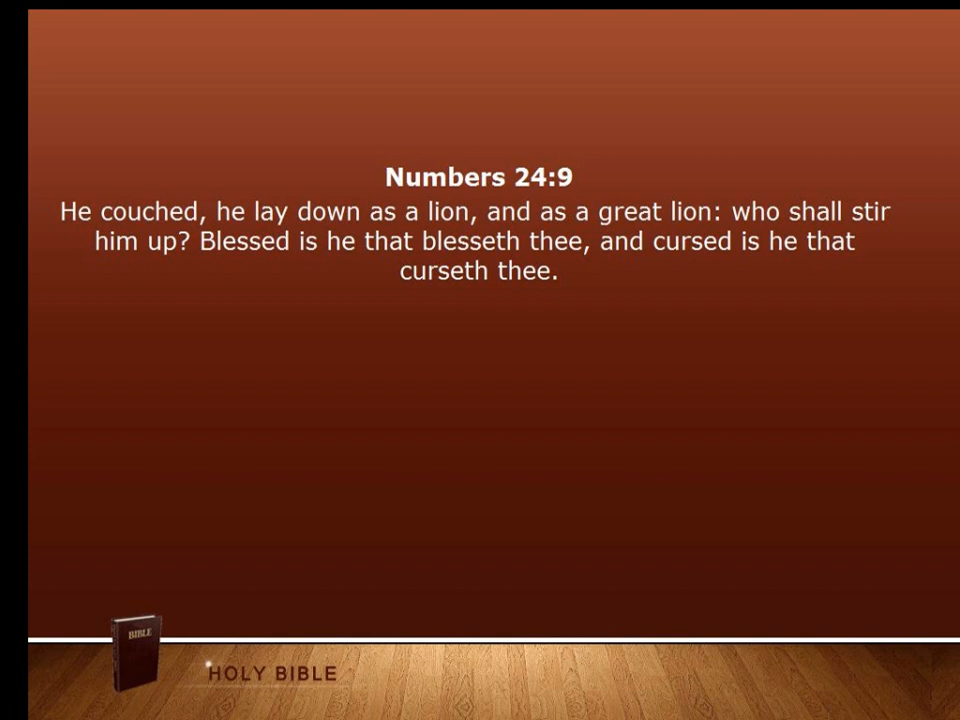 Numbers 24:9
He couched, he lay down as a lion, and as a great lion: who shall stir
him up? Blessed is he that blesseth thee, and cursed is he that
curseth thee.
BIBLE
HOLY BIBLE